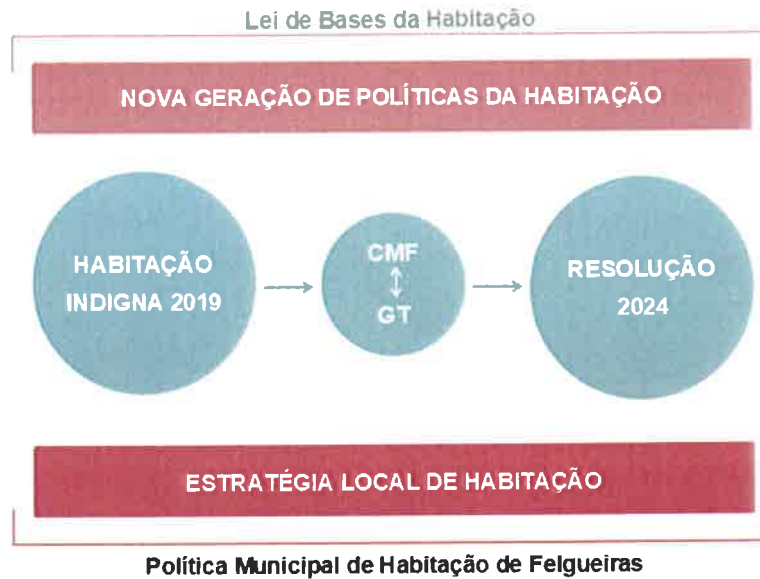 Lei de Bases da Habitação
NOVA GERAÇÃO DE POLÍTICAS DA HABITAÇÃO
HABITAÇÃO
INDIGNA 2019
CMF
↕
GT
RESOLUÇÃO
2024
ESTRATÉGIA LOCAL DE HABITAÇÃO
Política Municipal de Habitação de Felgueiras